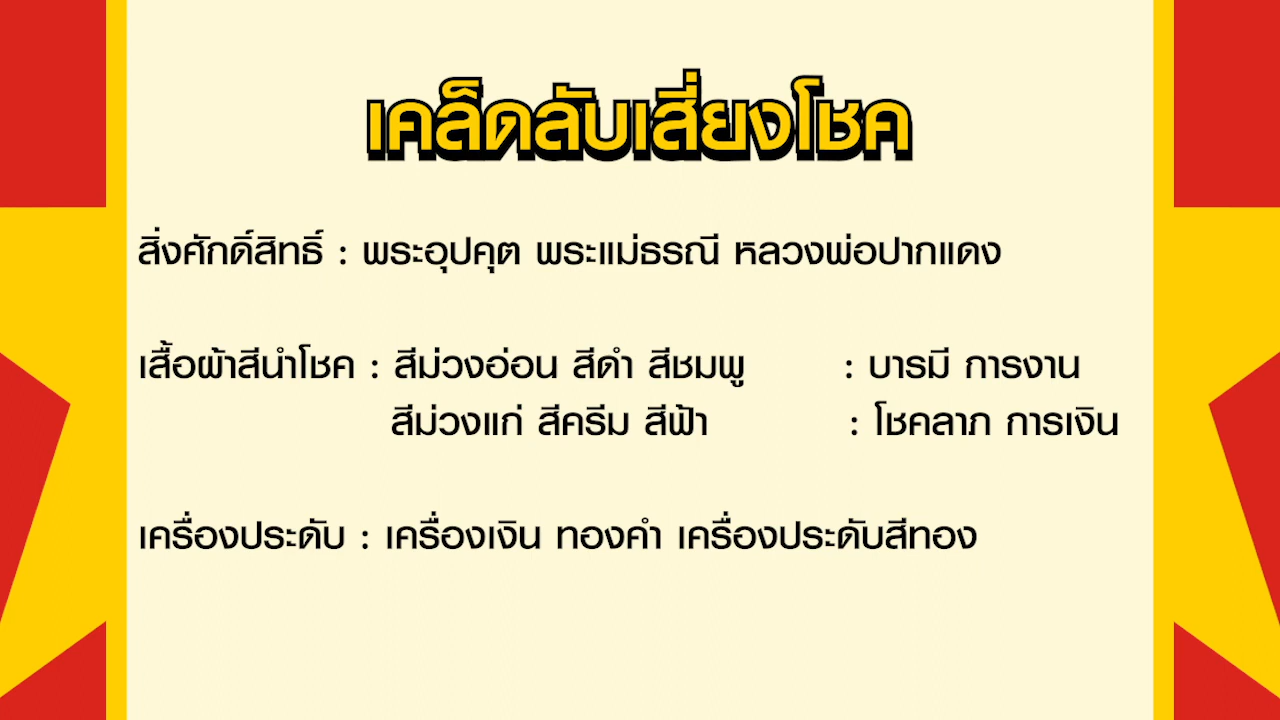 เคล็ดลับเสี่ยงโชค
สิ่งศักดิ์สิทธิ์ : พระอุปคุต พระแม่ธรณี หลวงพ่อปากแดง
เสื้อผ้าสีนำโชค : สีม่วงอ่อน สีดำ สีชมพู : บารมี การงาน
สีม่วงแก่ สีครีม สีฟ้า : โชคลาภ การเงิน
เครื่องประดับ : เครื่องเงิน ทองคำ เครื่องประดับสีทอง